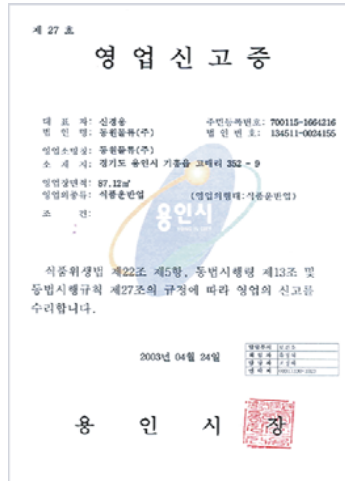 제 27 호
영업신고증
대 표 자: 신경용 주민등록번호: 700115-1664216
법 인 명: 동원물류(주) 법 인 번 호: 134511-0024155
영업소명칭: 동원물류(주)
소 재 지: 경기도 용인시 기흥읍 고매리 352 - 9
영업장면적: 87.12㎡
영업의종류: 식품운반업 (영업의형태:식품운반업)
조 건:
용인시
식품위생법 제22조 제5항, 동법시행령 제13조 및
동법시행규칙 제27조의 규정에 따라 영업의 신고를
수리합니다.
2003년 04월 24일
용 인 시 장